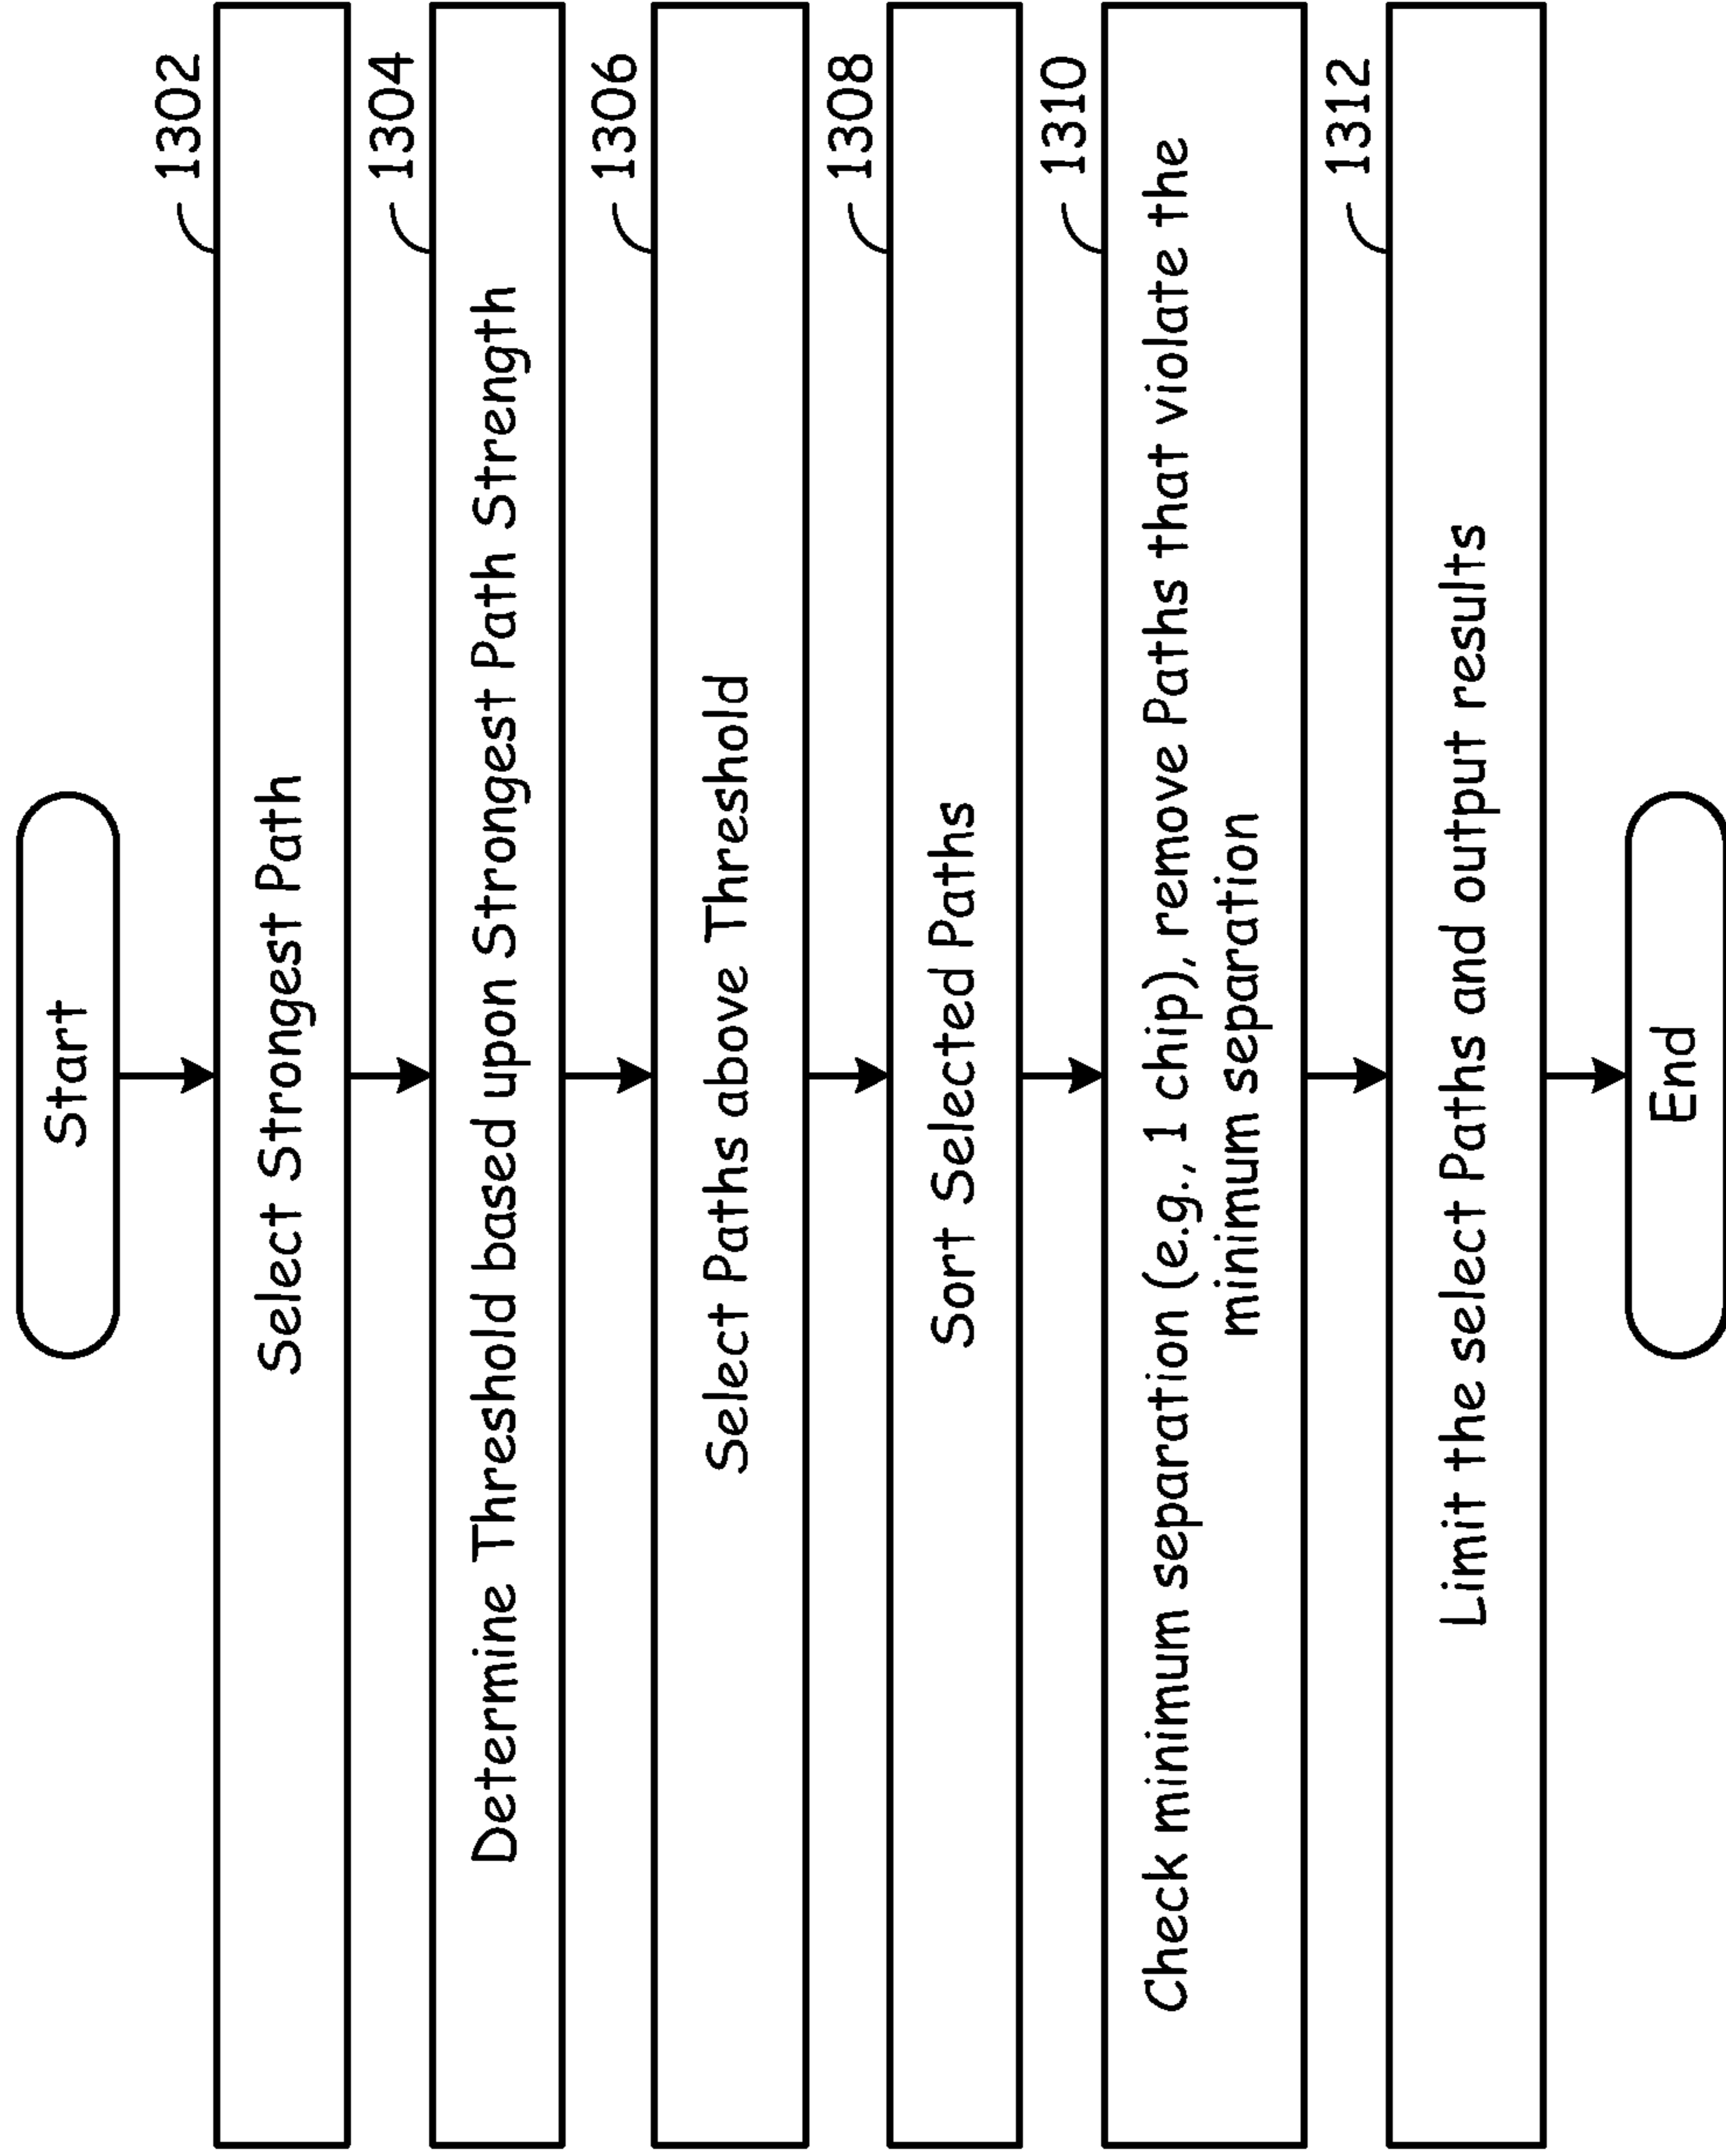 Start
1302
Select Strongest Path
1304
Determine Threshold based upon Strongest Path Strength
1306
Select Paths above Threshold
1308
Sort Selected Paths
1310
Check minimum separation (e.g., 1 chip), remove Paths that violate the
minimum separation
1312
Limit the select Paths and output results
End